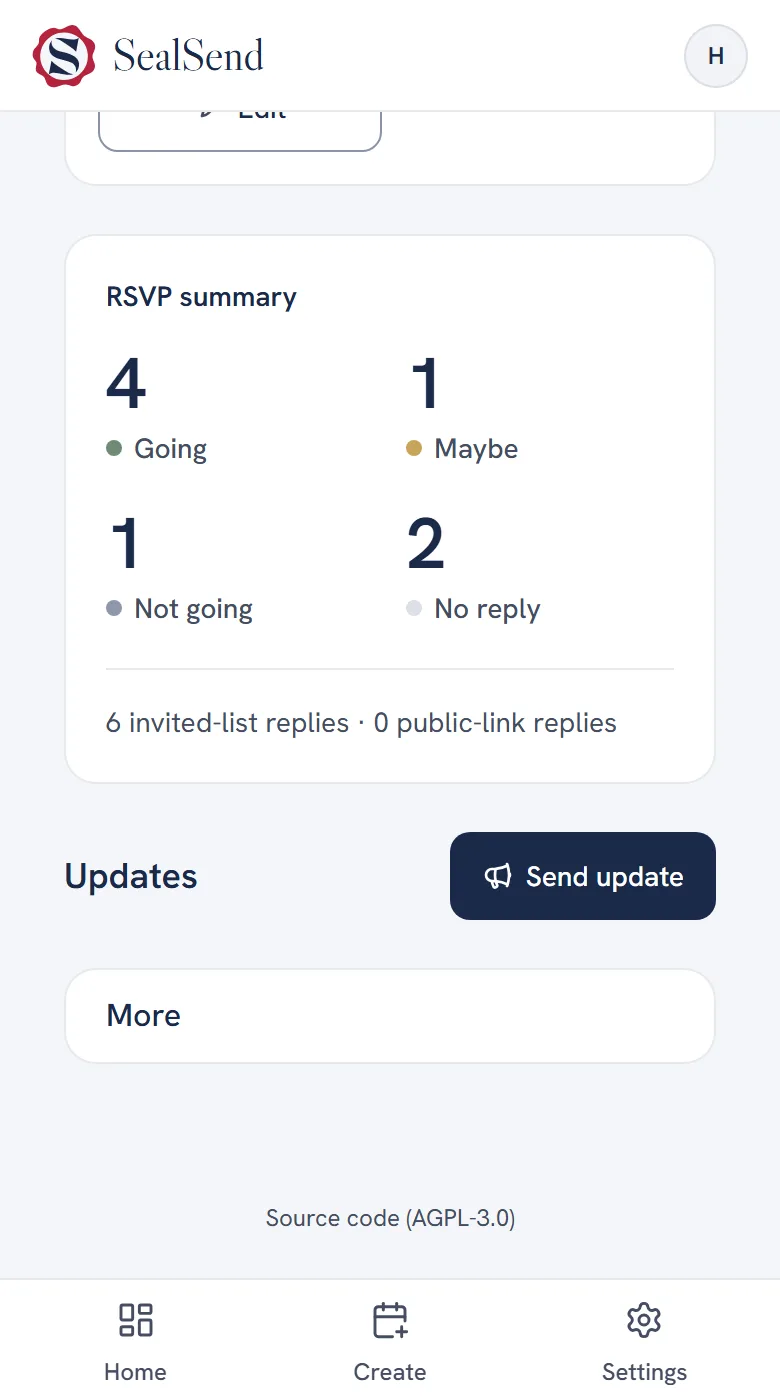 SealSend
H
Edit
RSVP summary
4
Going
1
Maybe
1
Not going
2
No reply
6 invited-list replies · 0 public-link replies
Updates
Send update
More
Source code (AGPL-3.0)
Home
Create
Settings